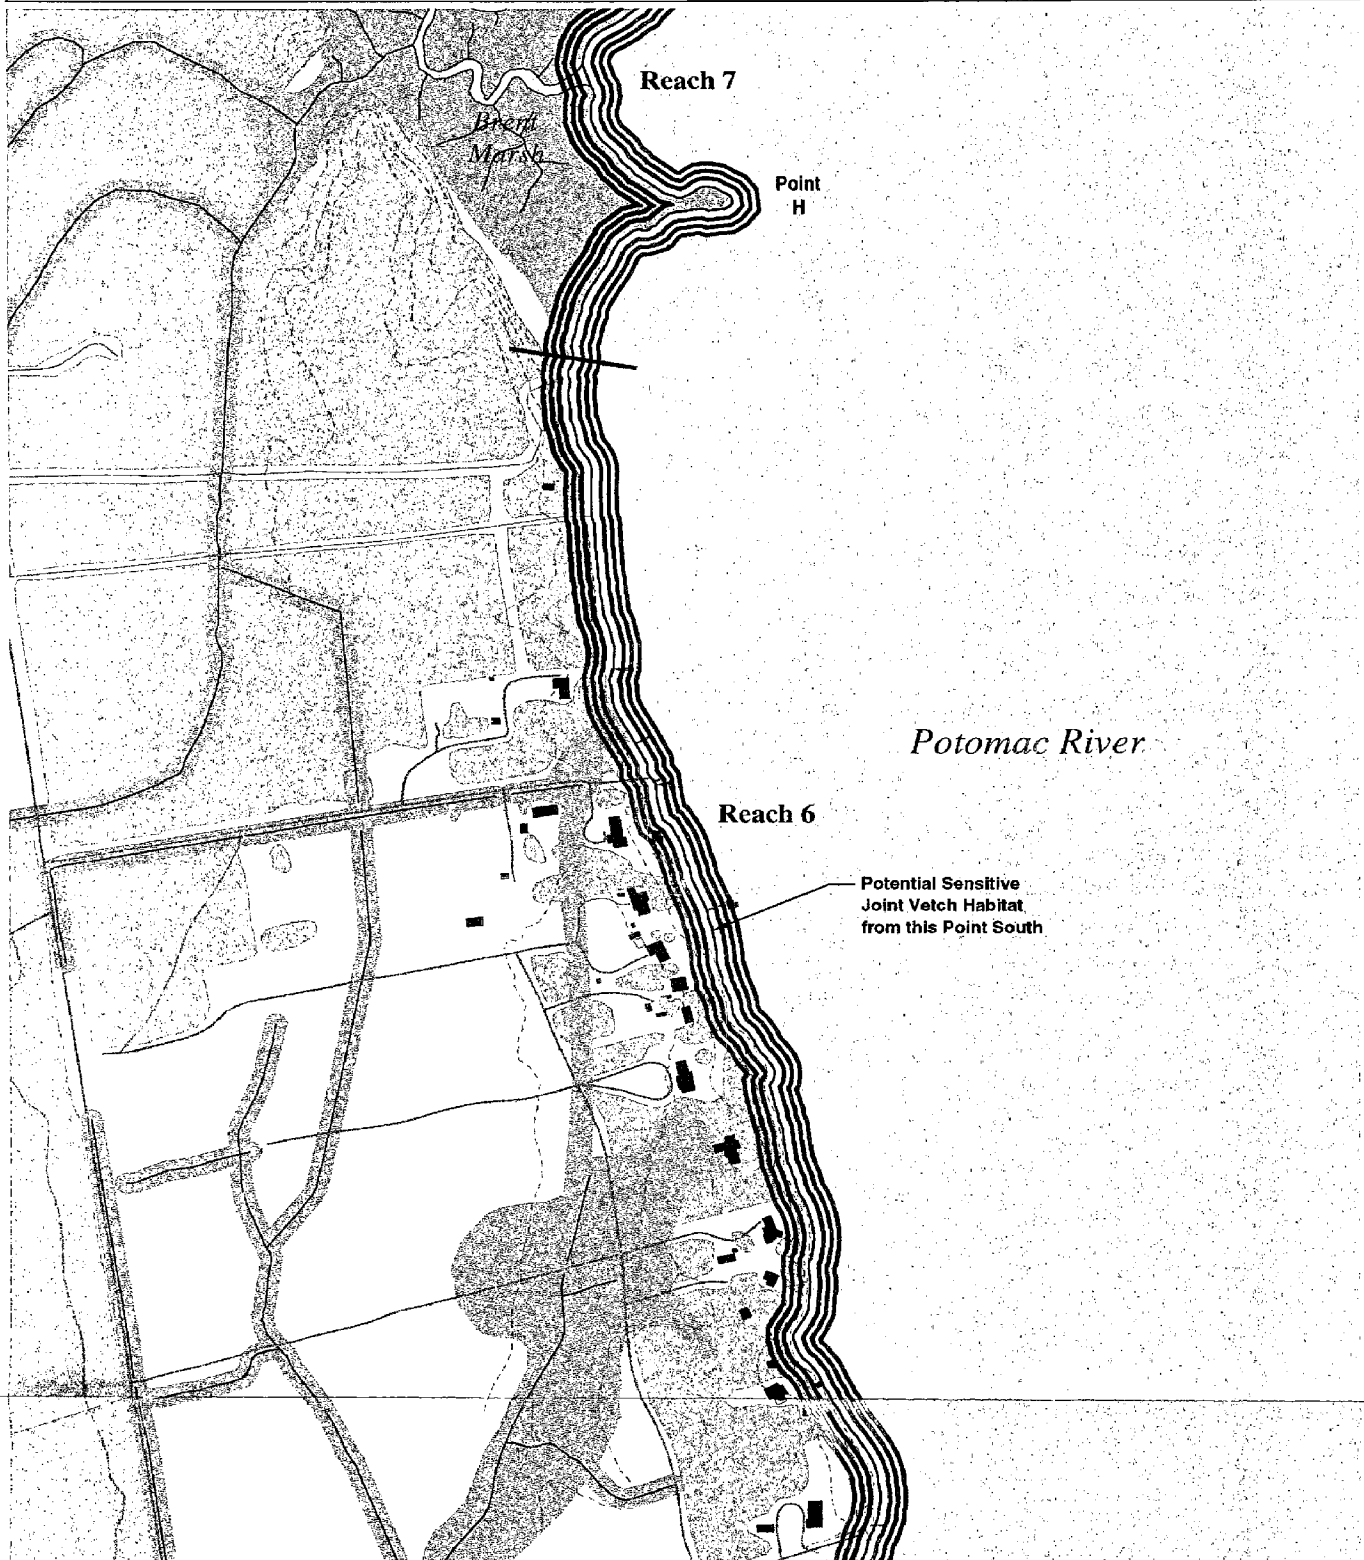 Reach 7
Brent
Marsh
Point
H
Potomac River
Reach 6
Potential Sensitive
Joint Vetch Habitat
from this Point South